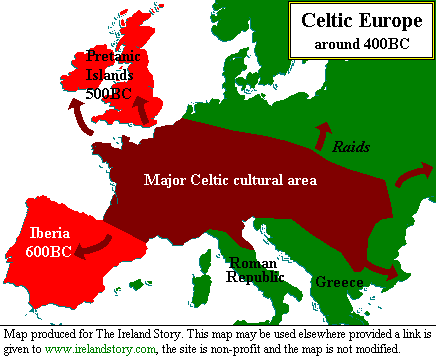 Celtic Europe
around 400BC
Pretanic
Islands
500BC
Raids
Major Celtic cultural area
Iberia
600BC
Roman
Republic
Greece
Map produced for The Ireland Story. This map may be used elsewhere provided a link is
given to www.irelandstory.com, the site is non-profit and the map is not modified.